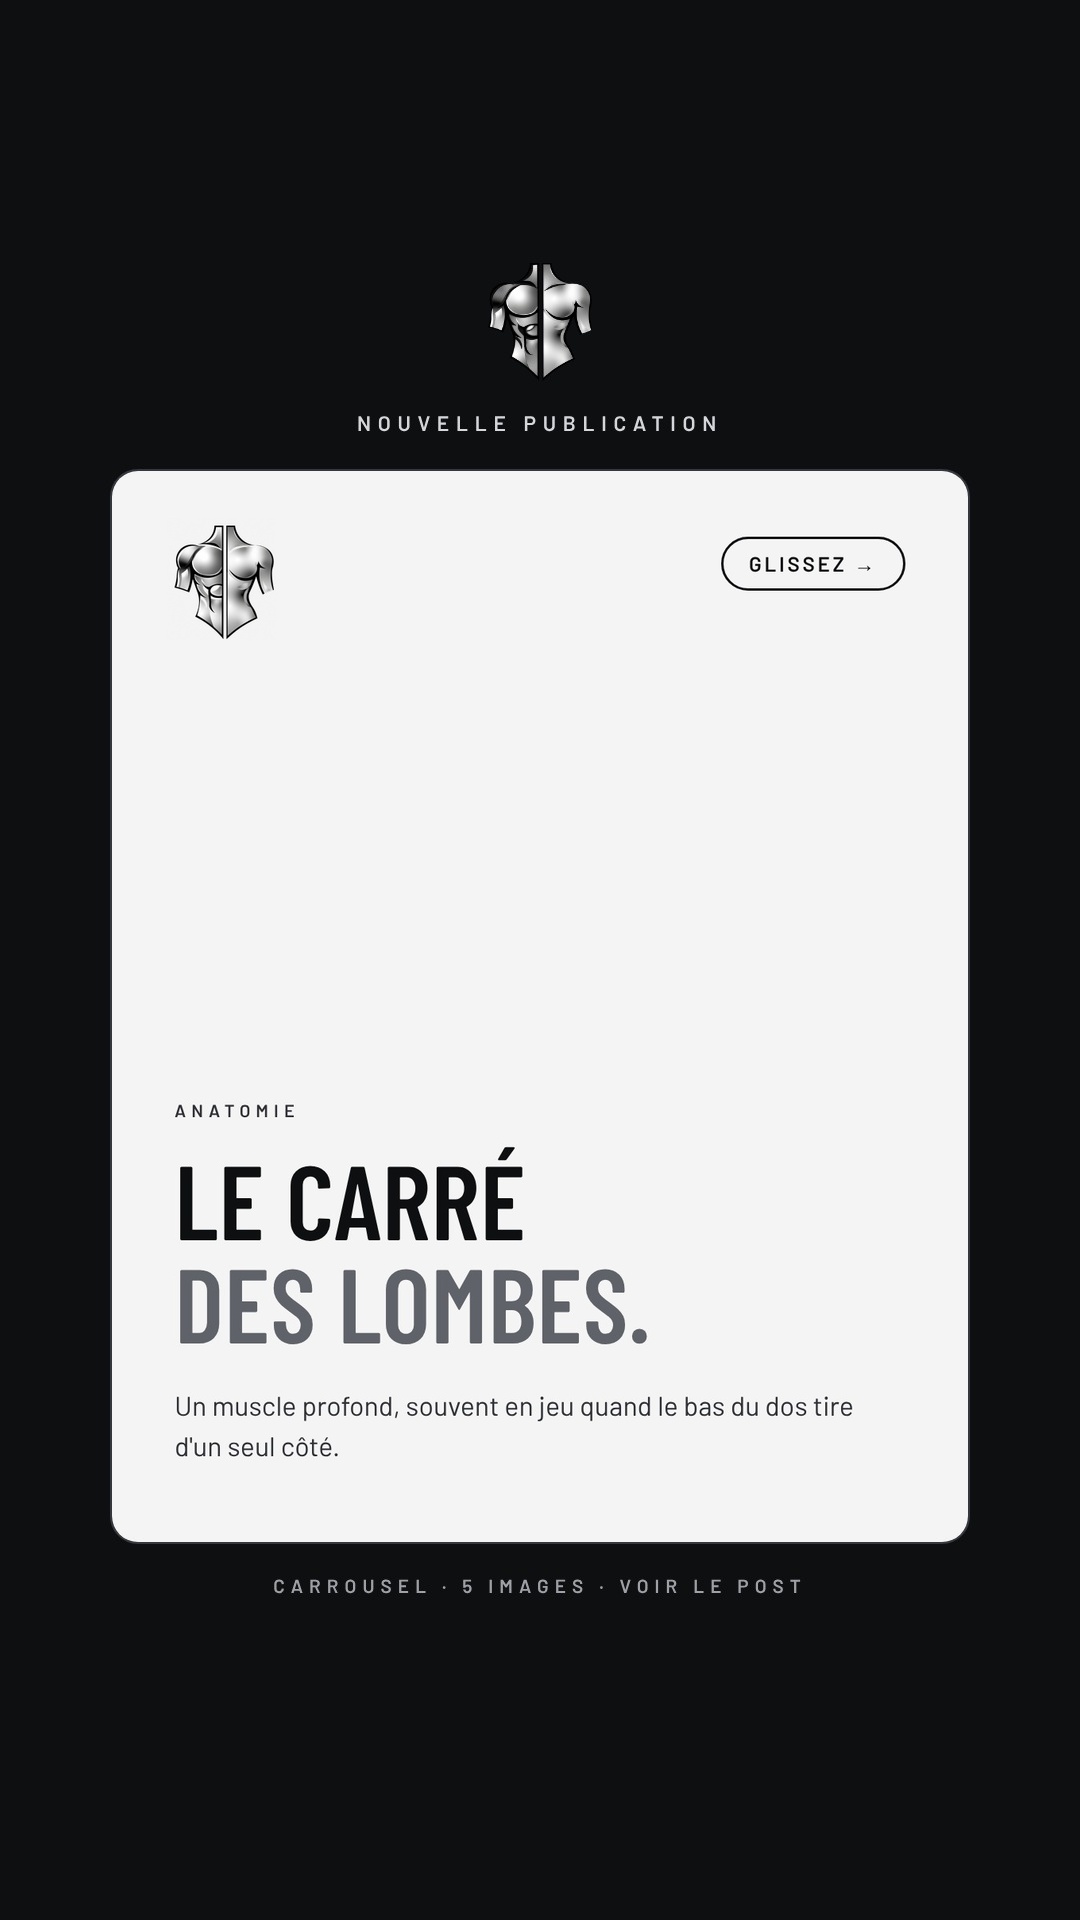 NOUVELLE PUBLICATION
GLISSEZ →
ANATOMIE
LE CARRÉ
DES LOMBES.
Un muscle profond, souvent en jeu quand le bas du dos tire
d'un seul côté.
CARROUSEL · 5 IMAGES · VOIR LE POST